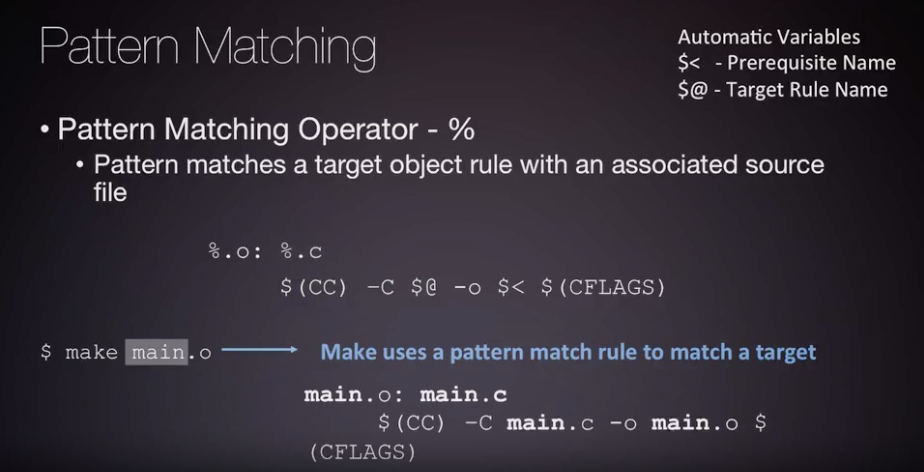 Pattern Matching
Automatic Variables
$< - Prerequisite Name
$@ - Target Rule Name
• Pattern Matching Operator - %
• Pattern matches a target object rule with an associated source
file
%.o: %.c
$(CC) -C $@ -o $< $(CFLAGS)
$ make main.o
Make uses a pattern match rule to match a target
main.o: main.c
$(CC) -C main.c -o main.o $
(CFLAGS)